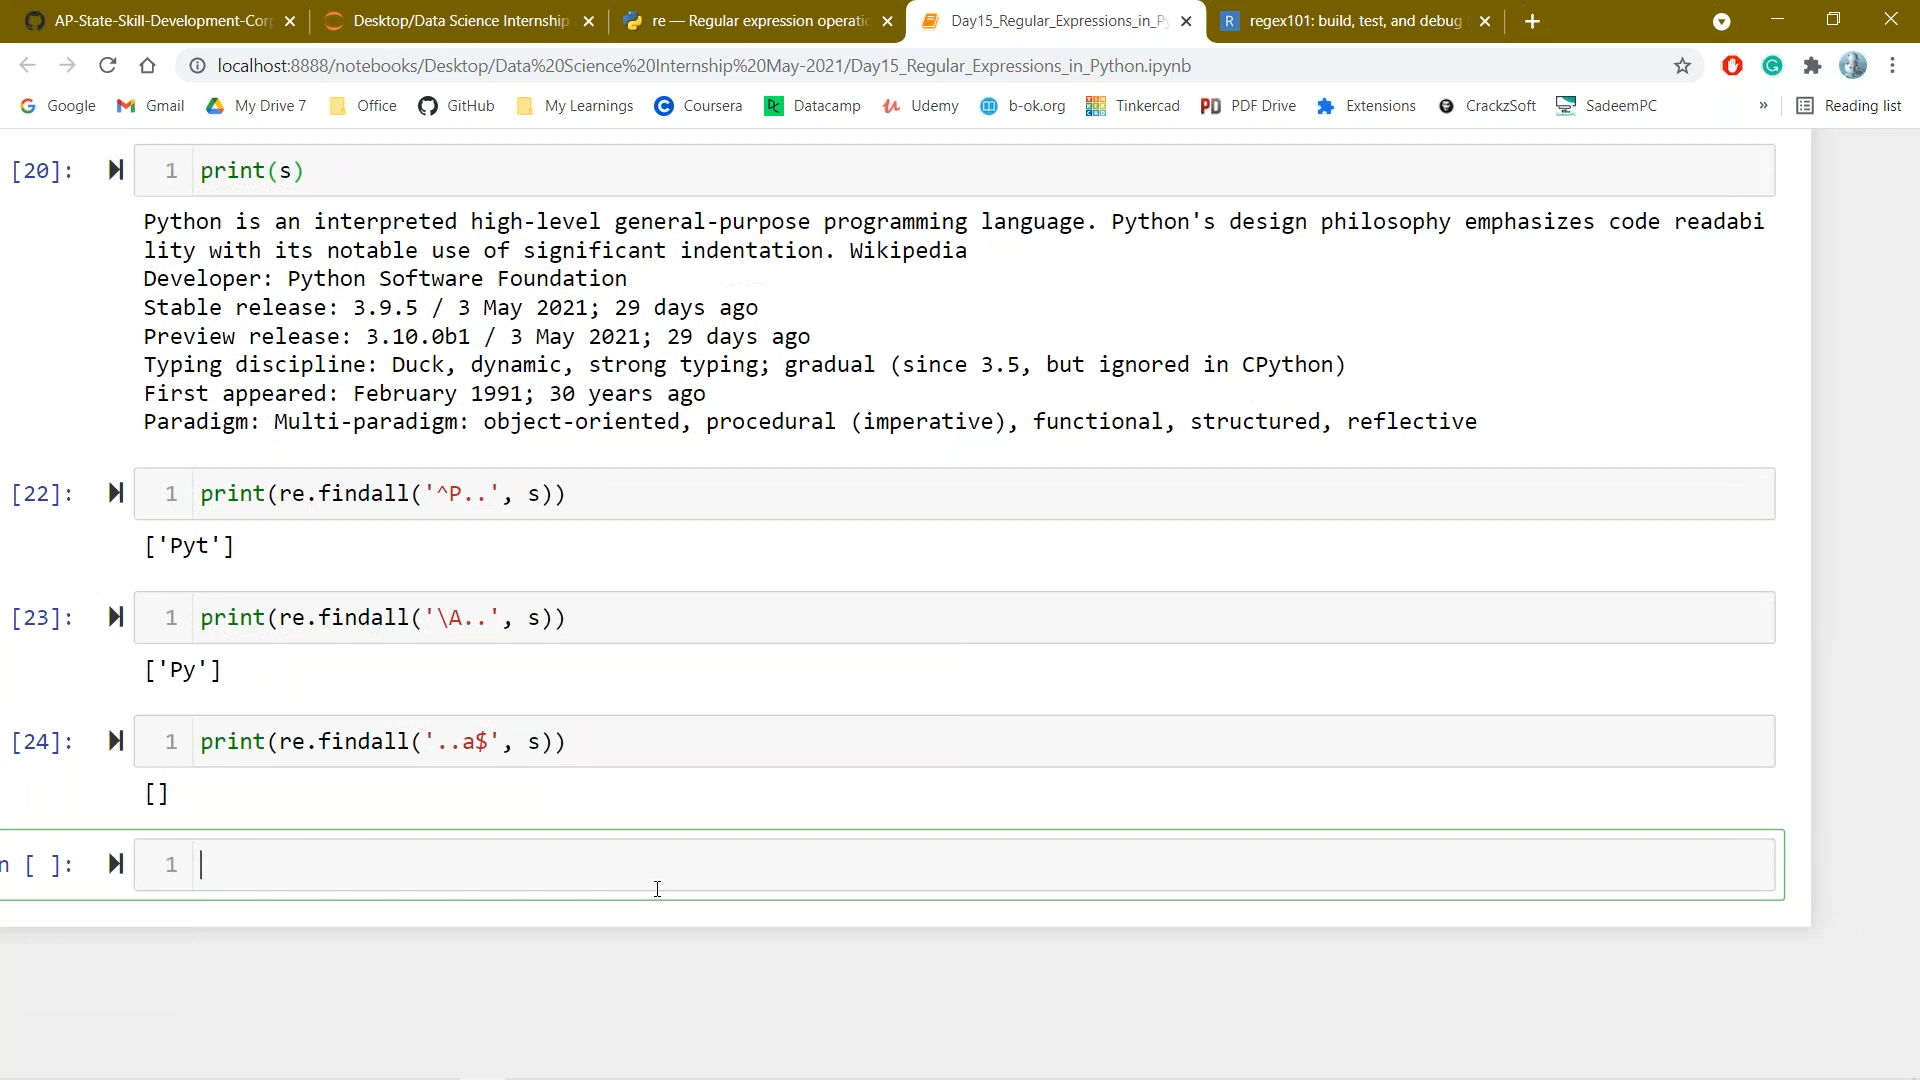 AP-State-Skill-Development-Corp
Desktop/Data Science Internship
re — Regular expression operatio
Day15_Regular_Expressions_in_Py
regex101: build, test, and debug
localhost:8888/notebooks/Desktop/Data%20Science%20Internship%20May-2021/Day15_Regular_Expressions_in_Python.ipynb
Google Gmail My Drive 7 Office GitHub My Learnings Coursera Datacamp Udemy b-ok.org Tinkercad PDF Drive Extensions CrackzSoft SadeemPC » Reading list
[20]: 1 print(s)
Python is an interpreted high-level general-purpose programming language. Python's design philosophy emphasizes code readabi
lity with its notable use of significant indentation. Wikipedia
Developer: Python Software Foundation
Stable release: 3.9.5 / 3 May 2021; 29 days ago
Preview release: 3.10.0b1 / 3 May 2021; 29 days ago
Typing discipline: Duck, dynamic, strong typing; gradual (since 3.5, but ignored in CPython)
First appeared: February 1991; 30 years ago
Paradigm: Multi-paradigm: object-oriented, procedural (imperative), functional, structured, reflective
[22]: 1 print(re.findall('^P..', s))
['Pyt']
[23]: 1 print(re.findall('\A..', s))
['Py']
[24]: 1 print(re.findall('..a$', s))
[]
n [ ]: 1